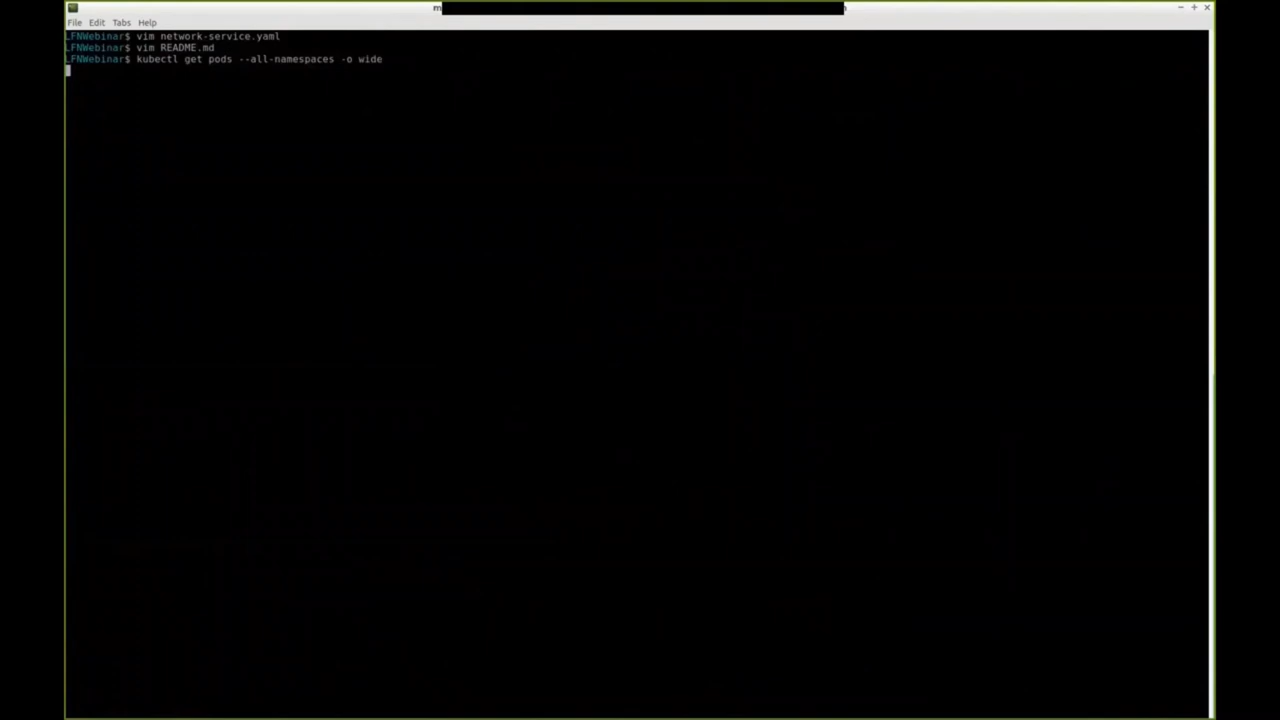 File Edit Tabs Help
LFNWebinar$ vim network-service.yaml
LFNWebinar$ vim README.md
LFNWebinar$ kubectl get pods --all-namespaces -o wide